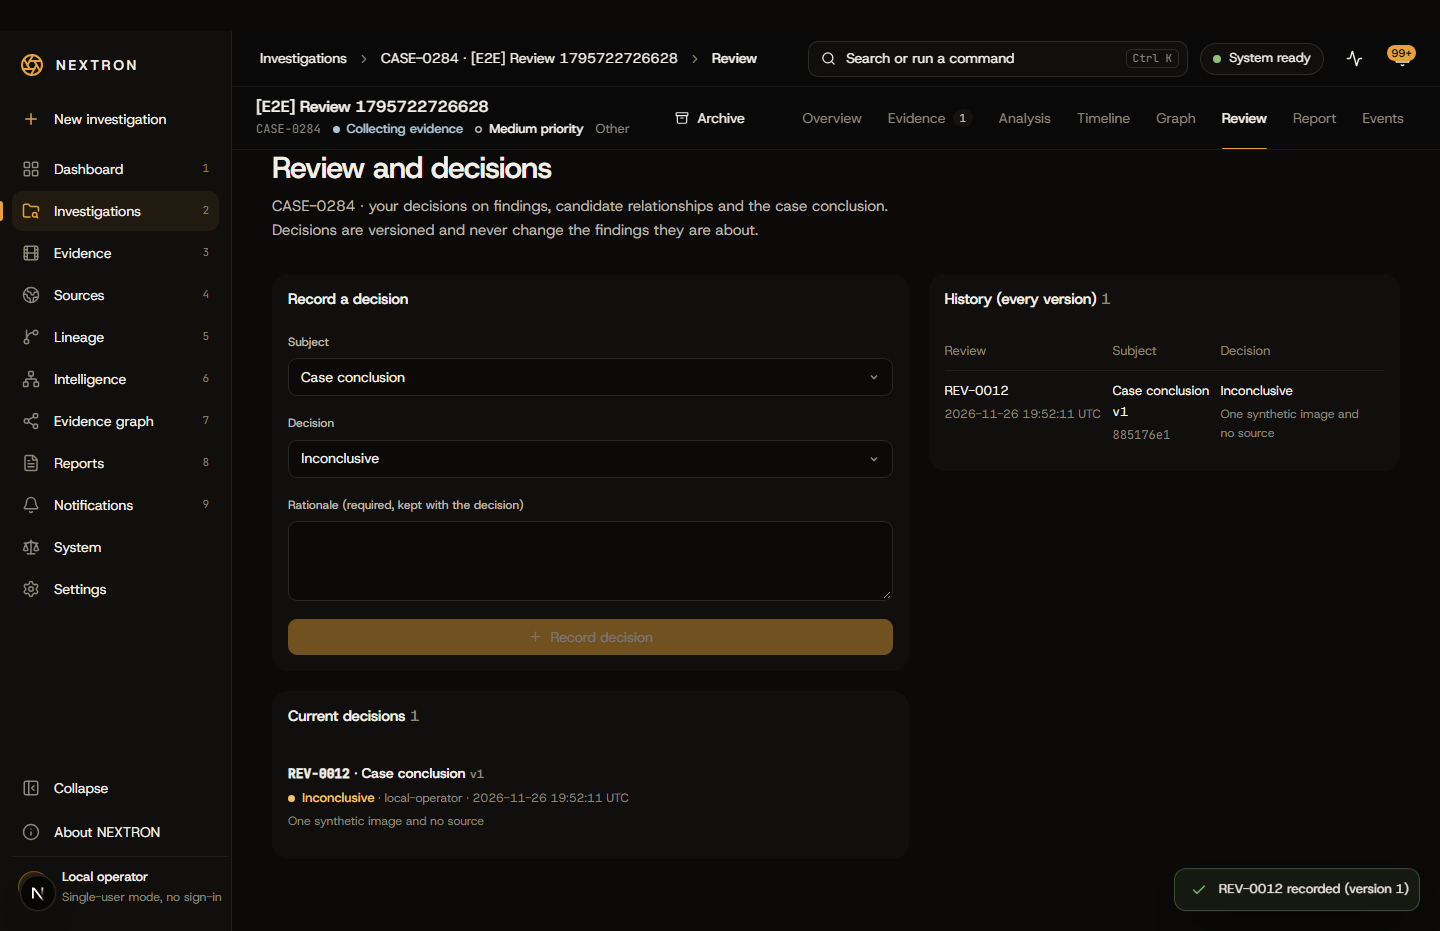 NEXTRON
New investigation
Dashboard 1
Investigations 2
Evidence 3
Sources 4
Lineage 5
Intelligence 6
Evidence graph 7
Reports 8
Notifications 9
System
Settings
Collapse
About NEXTRON
N
Local operator
Single-user mode, no sign-in
Investigations > CASE-0284 · [E2E] Review 1795722726628 > Review
Search or run a command Ctrl K
System ready
99+
[E2E] Review 1795722726628
CASE-0284 Collecting evidence Medium priority Other
Archive
Overview Evidence 1 Analysis Timeline Graph Review Report Events
Review and decisions
CASE-0284 · your decisions on findings, candidate relationships and the case conclusion.
Decisions are versioned and never change the findings they are about.
Record a decision
Subject
Case conclusion
Decision
Inconclusive
Rationale (required, kept with the decision)
+ Record decision
Current decisions 1
REV-0012 · Case conclusion v1
Inconclusive · local-operator · 2026-11-26 19:52:11 UTC
One synthetic image and no source
History (every version) 1
Review Subject Decision
REV-0012
2026-11-26 19:52:11 UTC
Case conclusion
v1
885176e1
Inconclusive
One synthetic image and
no source
REV-0012 recorded (version 1)